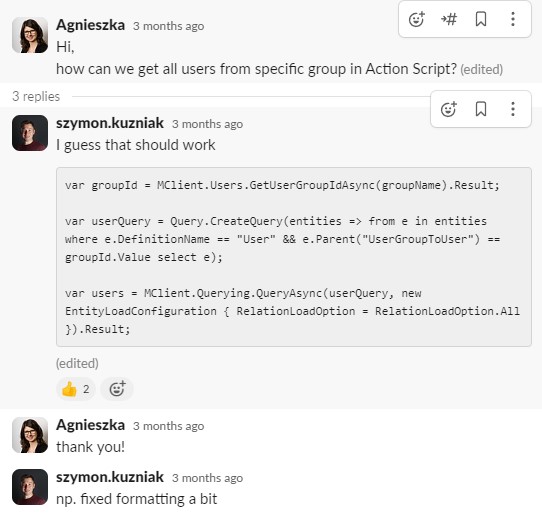 Agnieszka 3 months ago
Hi,
how can we get all users from specific group in Action Script? (edited)
3 replies
szymon.kuzniak 3 months ago
I guess that should work
var groupId = MClient.Users.GetUserGroupIdAsync(groupName).Result;
var userQuery = Query.CreateQuery(entities => from e in entities
where e.DefinitionName == "User" && e.Parent("UserGroupToUser") ==
groupId.Value select e);
var users = MClient.Querying.QueryAsync(userQuery, new
EntityLoadConfiguration { RelationLoadOption = RelationLoadOption.All
}).Result;
(edited)
2
Agnieszka 3 months ago
thank you!
szymon.kuzniak 3 months ago
np. fixed formatting a bit